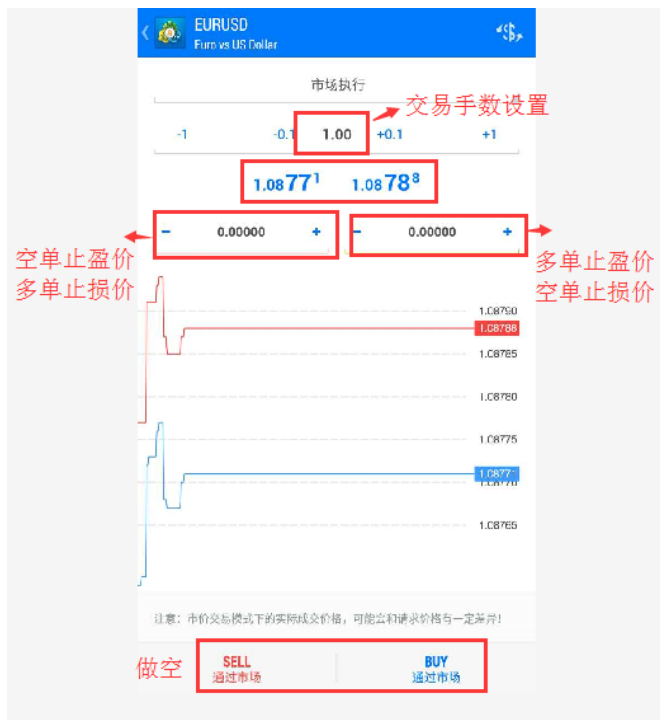 EURUSD
Euro vs US Dollar
市场执行
交易手数设置
-1 -0.1 1.00 +0.1 +1
1.08771 1.08788
- 0.00000 + - 0.00000 +
空单止盈价
多单止损价
多单止盈价
空单止损价
1.08790
1.08788
1.08785
1.08780
1.08775
1.08771
1.08770
1.08765
注意：市价交易模式下的实际成交价格，可能会和请求价格有一定差异!
做空
SELL
通过市场
BUY
通过市场